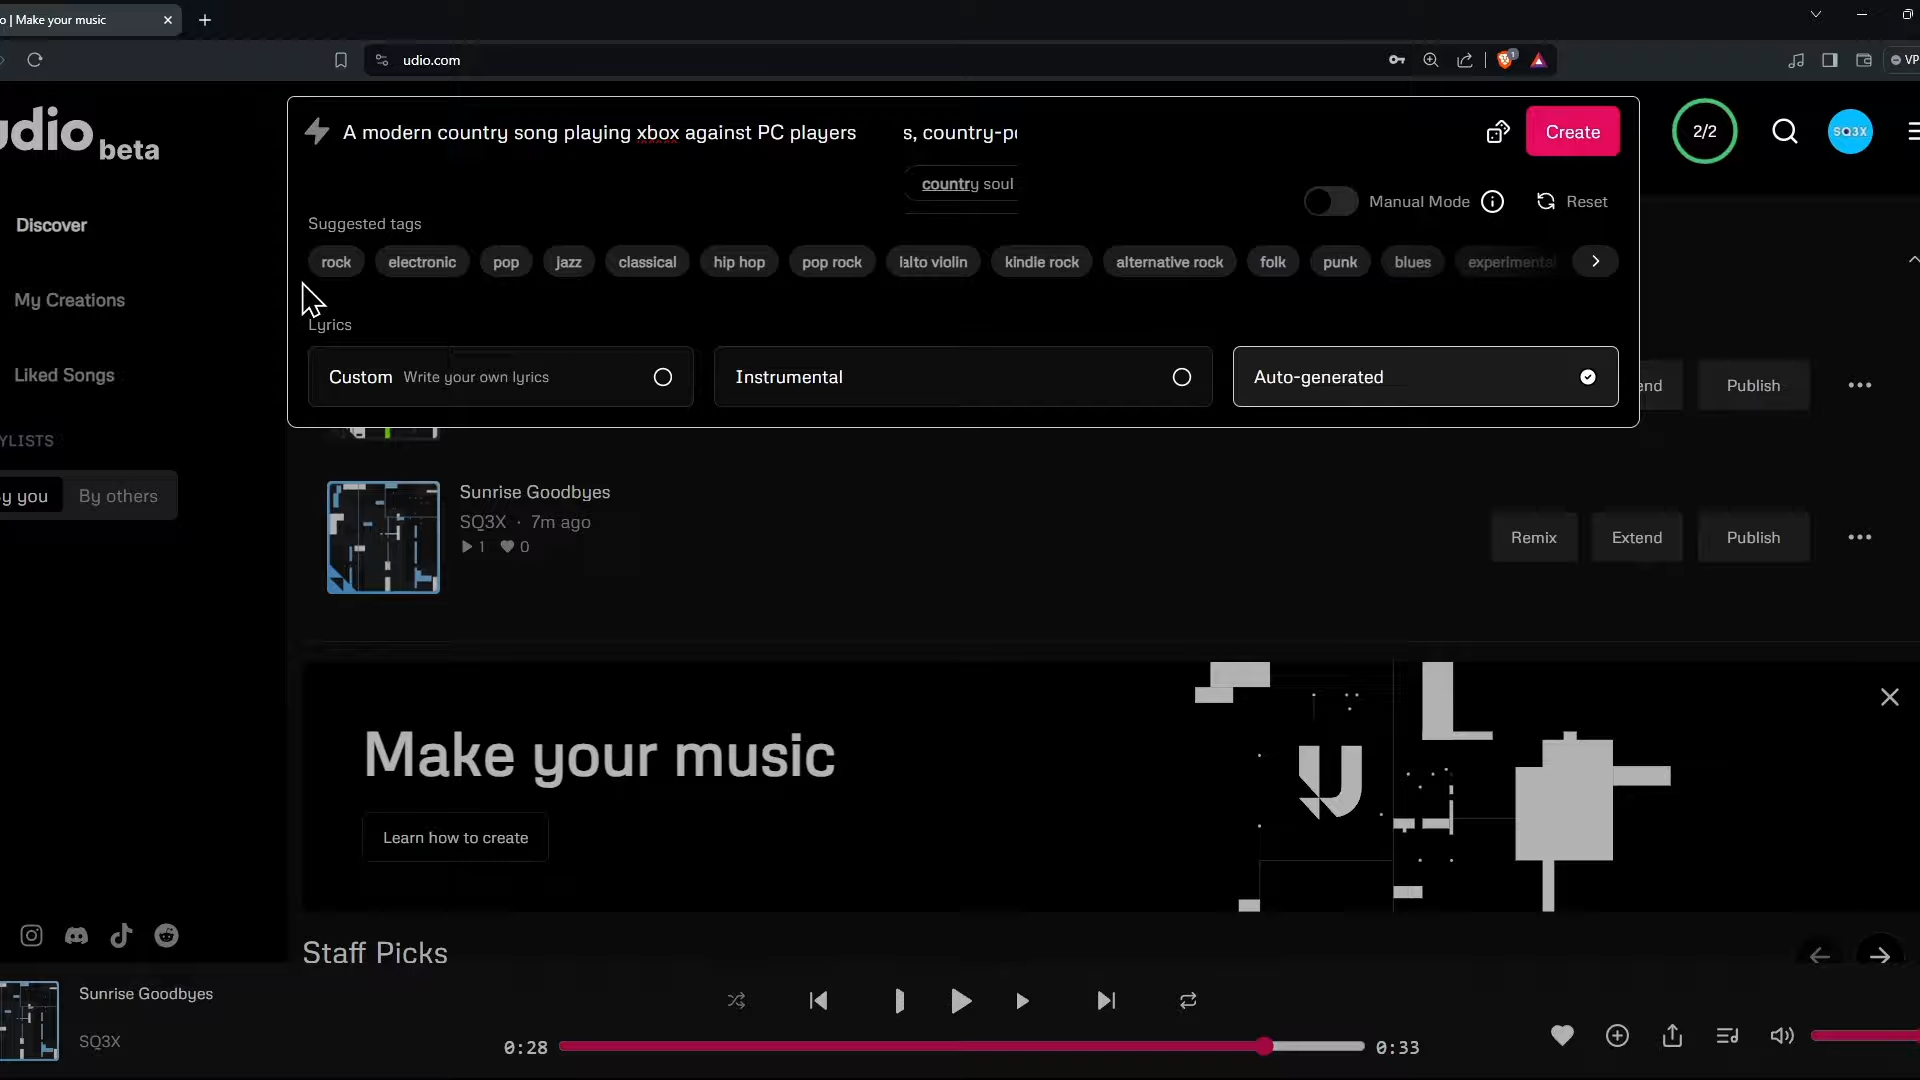 o | Make your music
udio.com
VP
udio beta
A modern country song playing xbox against PC players
s, country-p
Create
2/2
SQ3X
country soul
Manual Mode
Reset
Suggested tags
rock
electronic
pop
jazz
classical
hip hop
pop rock
alto violin
kindie rock
alternative rock
folk
punk
blues
experimental
Lyrics
Custom Write your own lyrics
Instrumental
Auto-generated
Discover
My Creations
Liked Songs
YLISTS
y you
By others
end
Publish
Sunrise Goodbyes
SQ3X · 7m ago
1
0
Remix
Extend
Publish
Make your music
Learn how to create
Staff Picks
Sunrise Goodbyes
SQ3X
0:28
0:33